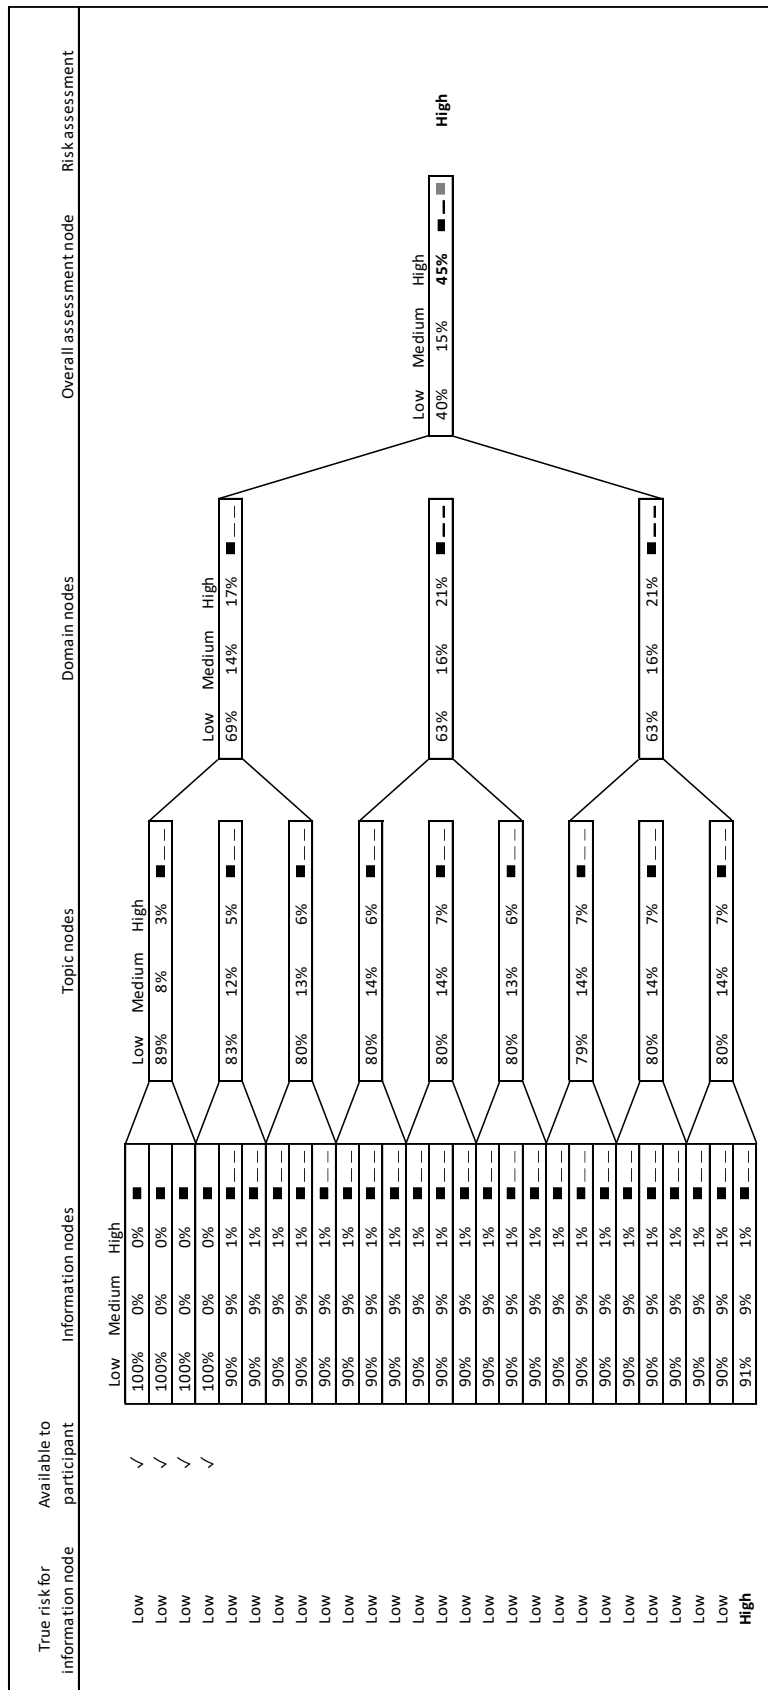 True risk for information node Available to participant Information nodes Topic nodes Domain nodes Overall assessment node Risk assessment
Low Medium High
Low ✓ 100% 0% 0% Low Medium High
Low ✓ 100% 0% 0% 89% 8% 3%
Low ✓ 100% 0% 0%
Low ✓ 100% 0% 0% Low Medium High
Low 90% 9% 1% 83% 12% 5% 69% 14% 17%
Low 90% 9% 1%
Low 90% 9% 1%
Low 90% 9% 1% 80% 13% 6%
Low 90% 9% 1%
Low 90% 9% 1%
Low 90% 9% 1% 80% 14% 6%
Low 90% 9% 1%
Low 90% 9% 1% Low Medium High
Low 90% 9% 1% 80% 14% 7% 63% 16% 21% 40% 15% 45% High
Low 90% 9% 1%
Low 90% 9% 1%
Low 90% 9% 1% 80% 13% 6%
Low 90% 9% 1%
Low 90% 9% 1%
Low 90% 9% 1% 79% 14% 7%
Low 90% 9% 1%
Low 90% 9% 1%
Low 90% 9% 1% 80% 14% 7% 63% 16% 21%
Low 90% 9% 1%
Low 90% 9% 1%
Low 90% 9% 1% 80% 14% 7%
High 91% 9% 1%